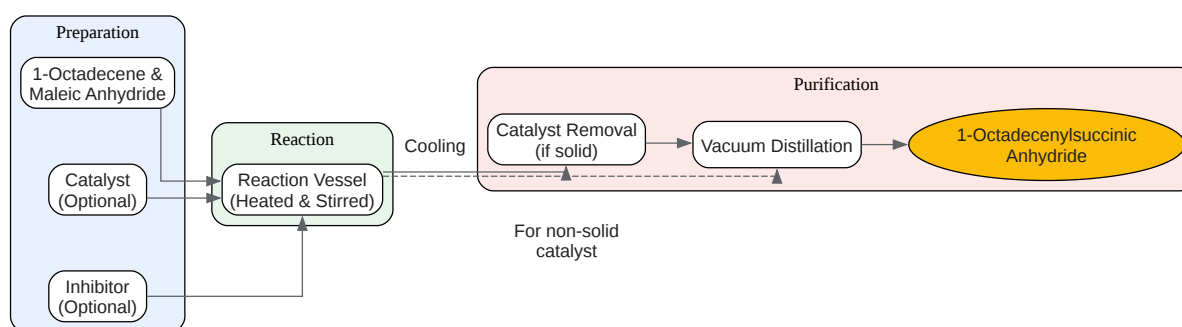 Preparation
1-Octadecene &
Maleic Anhydride
Catalyst
(Optional)
Inhibitor
(Optional)
Reaction
Reaction Vessel
(Heated & Stirred)
Cooling
Purification
Catalyst Removal
(if solid)
Vacuum Distillation
1-Octadecenylsuccinic
Anhydride
For non-solid
catalyst